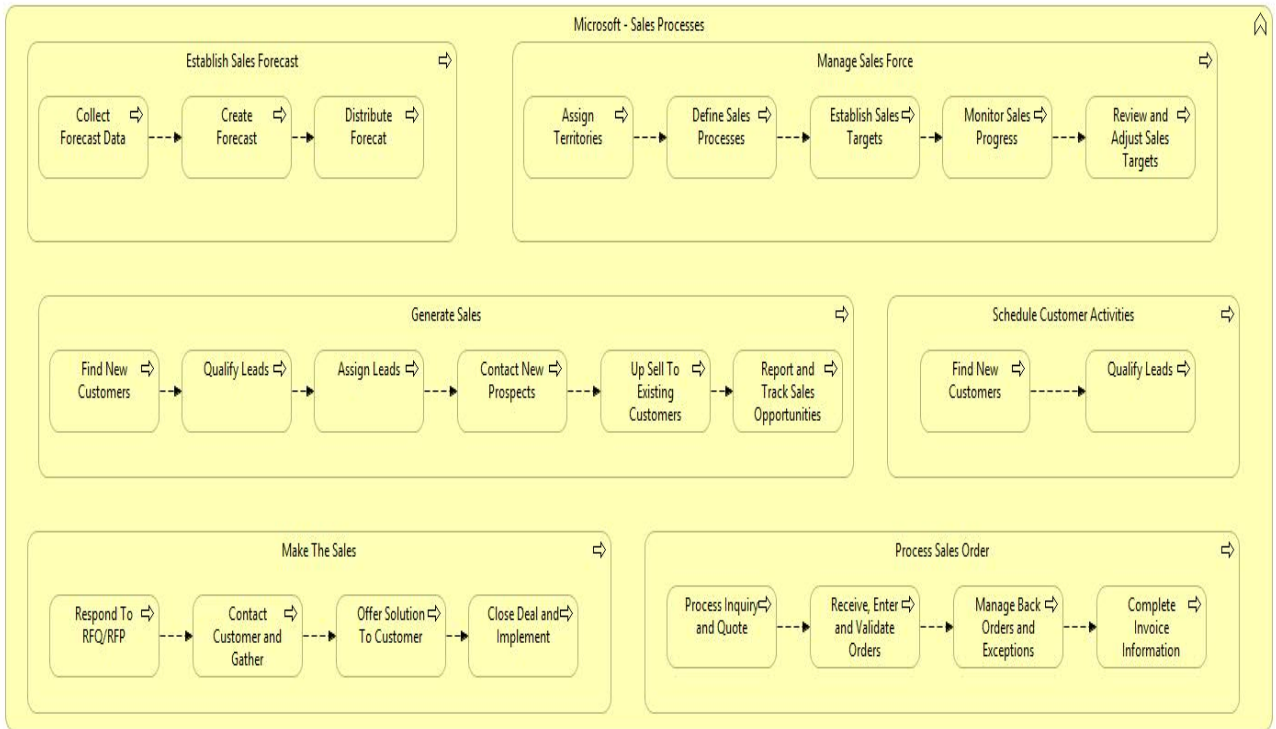 Microsoft - Sales Processes
Establish Sales Forecast
Collect
Forecast Data
Create
Forecast
Distribute
Forecat
Manage Sales Force
Assign
Territories
Define Sales
Processes
Establish Sales
Targets
Monitor Sales
Progress
Review and
Adjust Sales
Targets
Generate Sales
Find New
Customers
Qualify Leads
Assign Leads
Contact New
Prospects
Up Sell To
Existing
Customers
Report and
Track Sales
Opportunities
Schedule Customer Activities
Find New
Customers
Qualify Leads
Make The Sales
Respond To
RFQ/RFP
Contact
Customer and
Gather
Offer Solution
To Customer
Close Deal and
Implement
Process Sales Order
Process Inquiry
and Quote
Receive, Enter
and Validate
Orders
Manage Back
Orders and
Exceptions
Complete
Invoice
Information